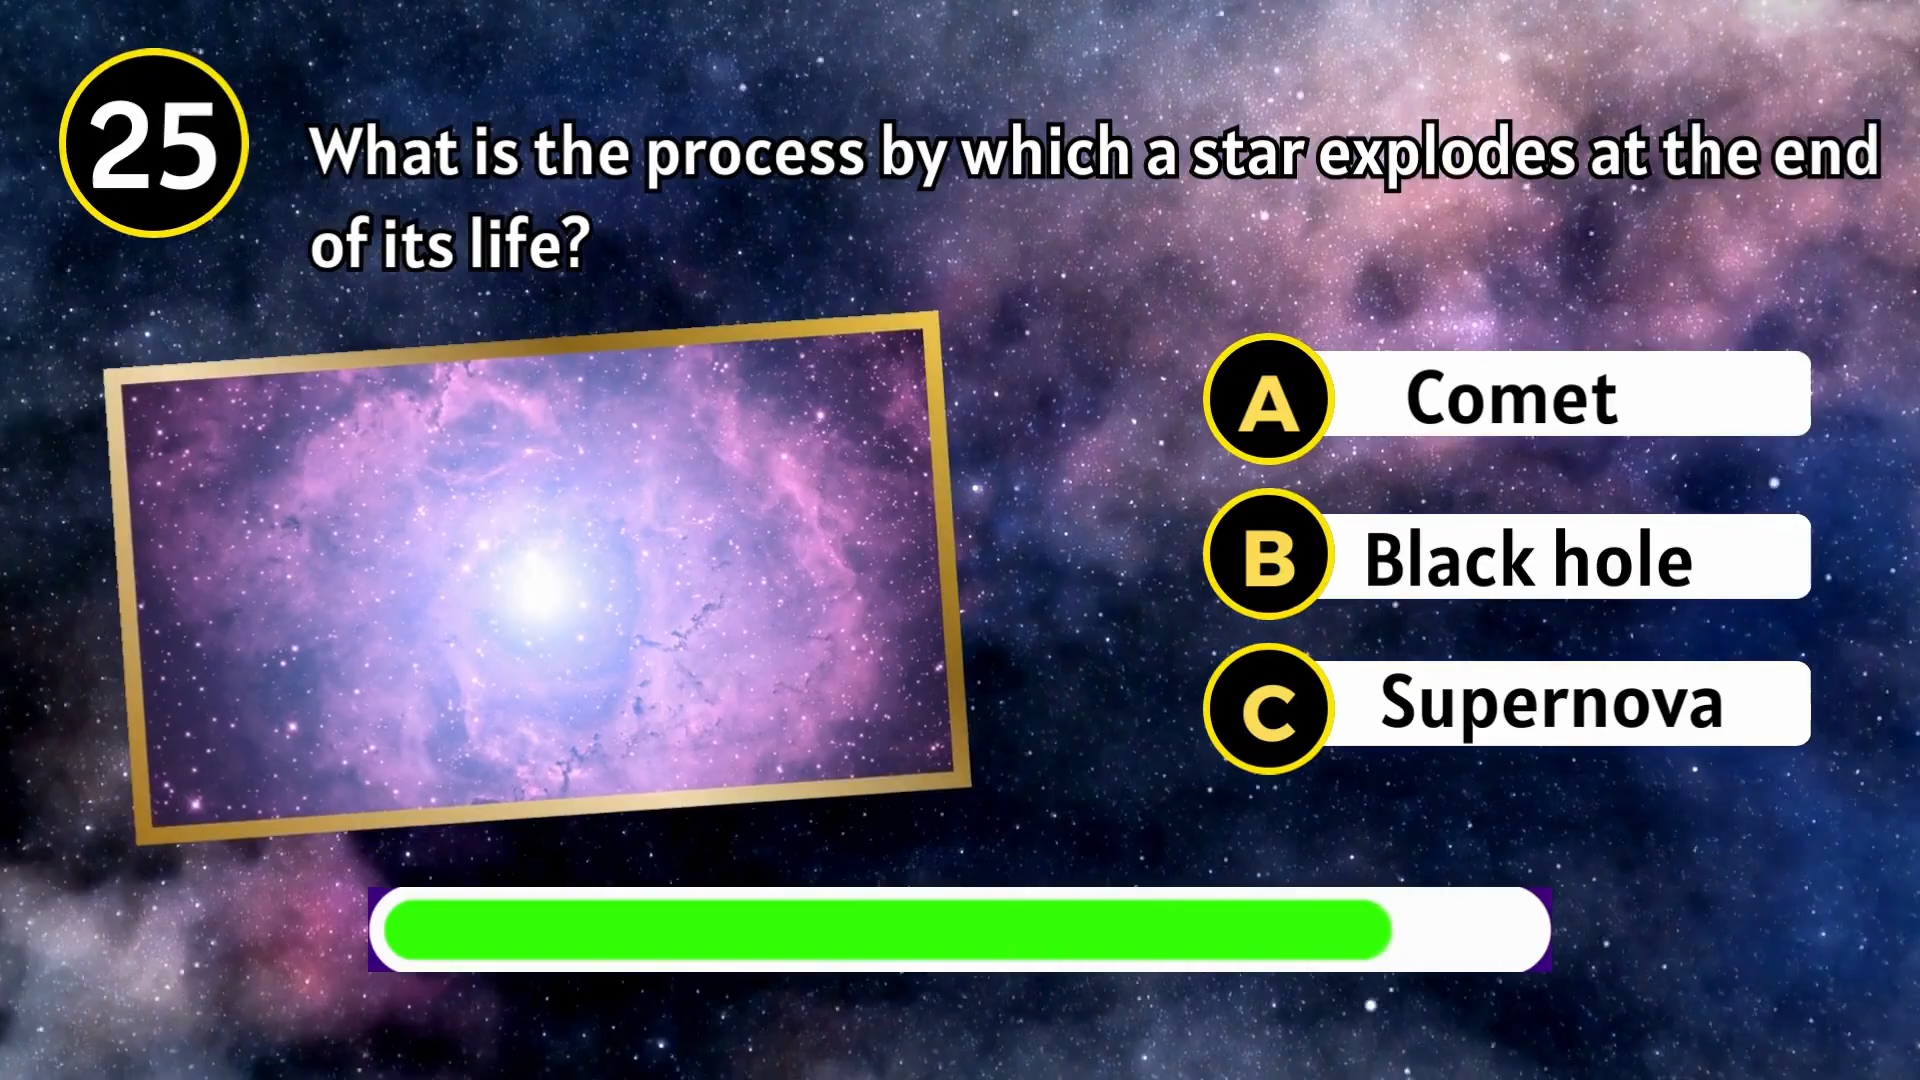 25
What is the process by which a star explodes at the end
of its life?
A Comet
B Black hole
C Supernova